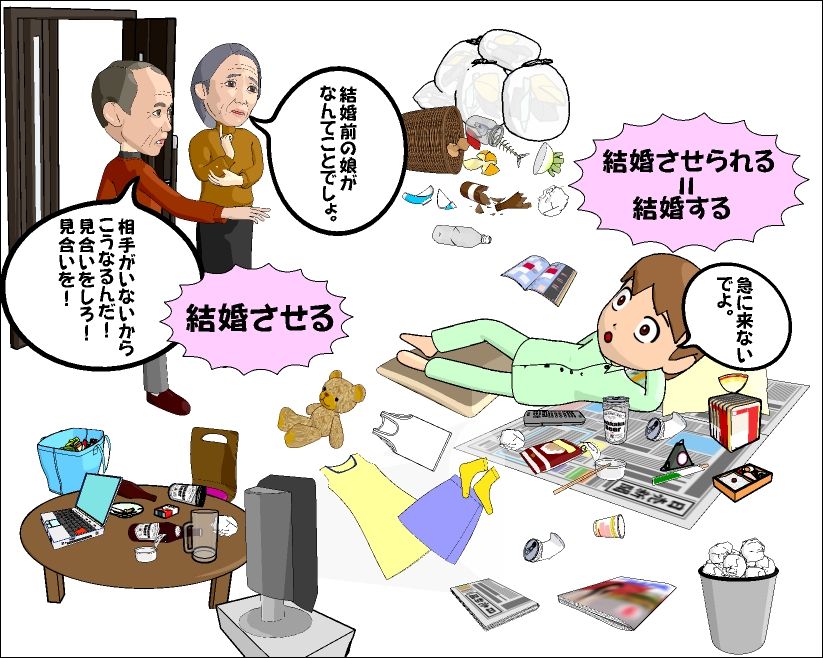 結婚前の娘が
なんてことでしょ。
結婚させられる
=
結婚する
相手がいないから
こうなるんだ！
見合いをしろ！
見合いを！
結婚させる
急に来ない
でよ。